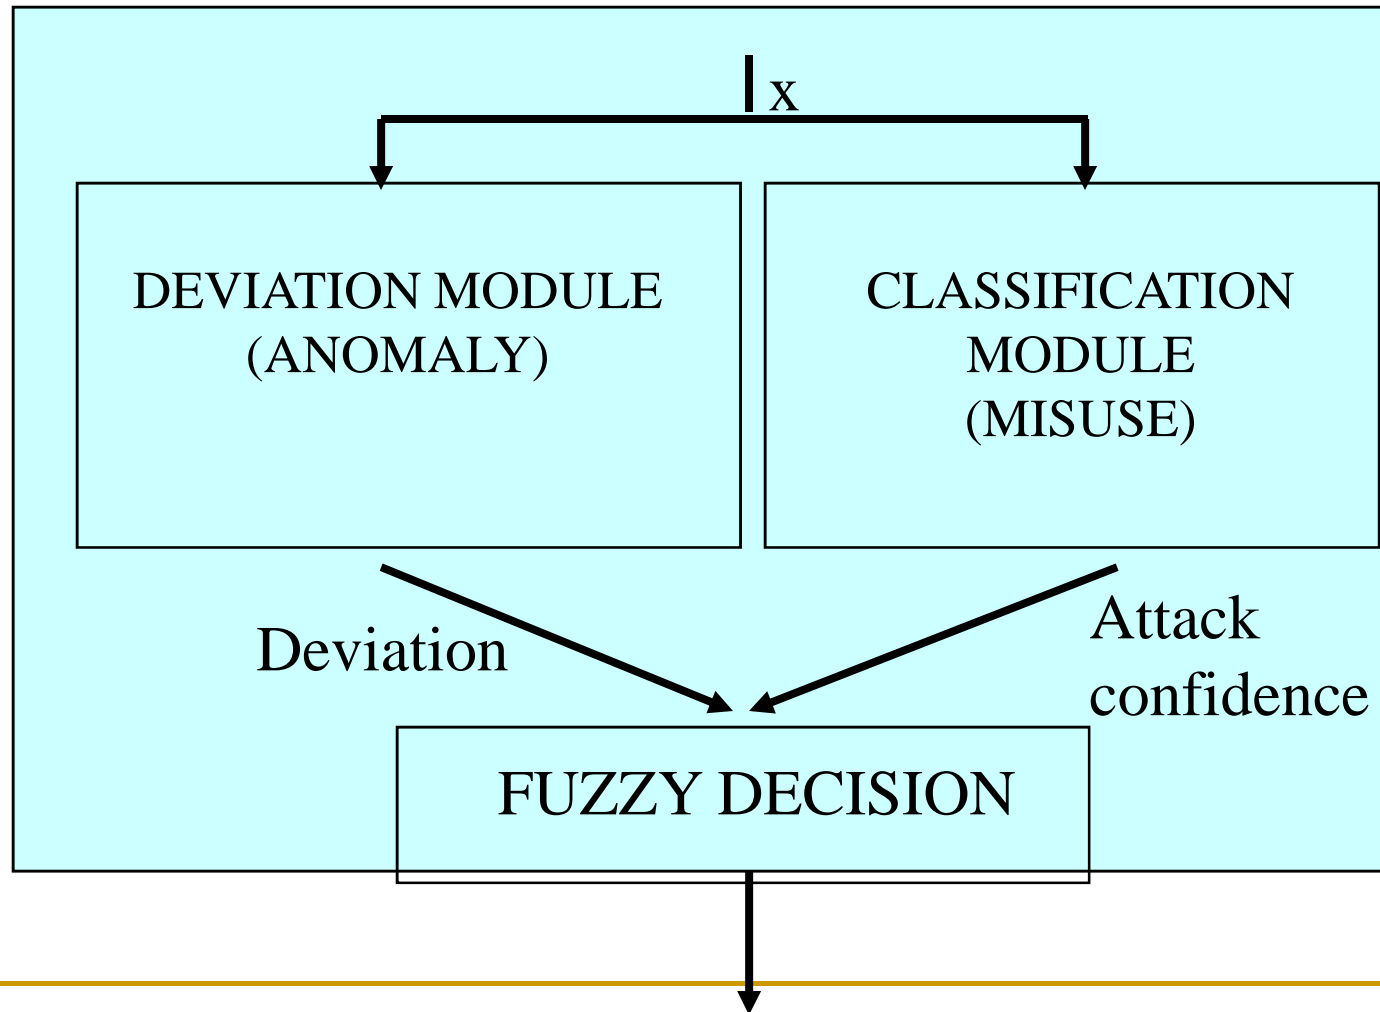 x
DEVIATION MODULE
(ANOMALY)
CLASSIFICATION
MODULE
(MISUSE)
Deviation
Attack
confidence
FUZZY DECISION